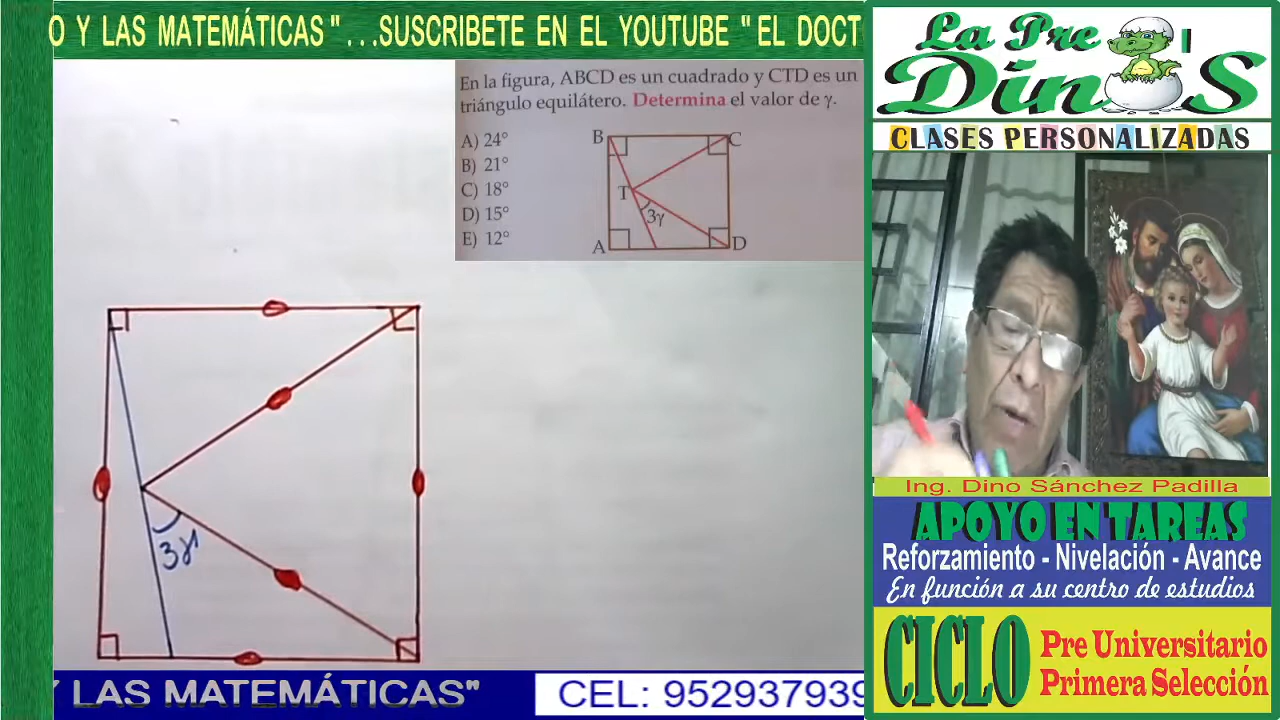 O Y LAS MATEMÁTICAS" ...SUSCRIBETE EN EL YOUTUBE " EL DOCT
La Pre
Dino'S
CLASES PERSONALIZADAS
En la figura, ABCD es un cuadrado y CTD es un
triángulo equilátero. Determina el valor de γ.
A) 24°
B) 21°
C) 18°
D) 15°
E) 12°
B
C
T
3γ
A
D
3γ
Ing. Dino Sánchez Padilla
APOYO EN TAREAS
Reforzamiento - Nivelación - Avance
En función a su centro de estudios
CICLO
Pre Universitario
Primera Selección
Y LAS MATEMÁTICAS"
CEL: 952937939